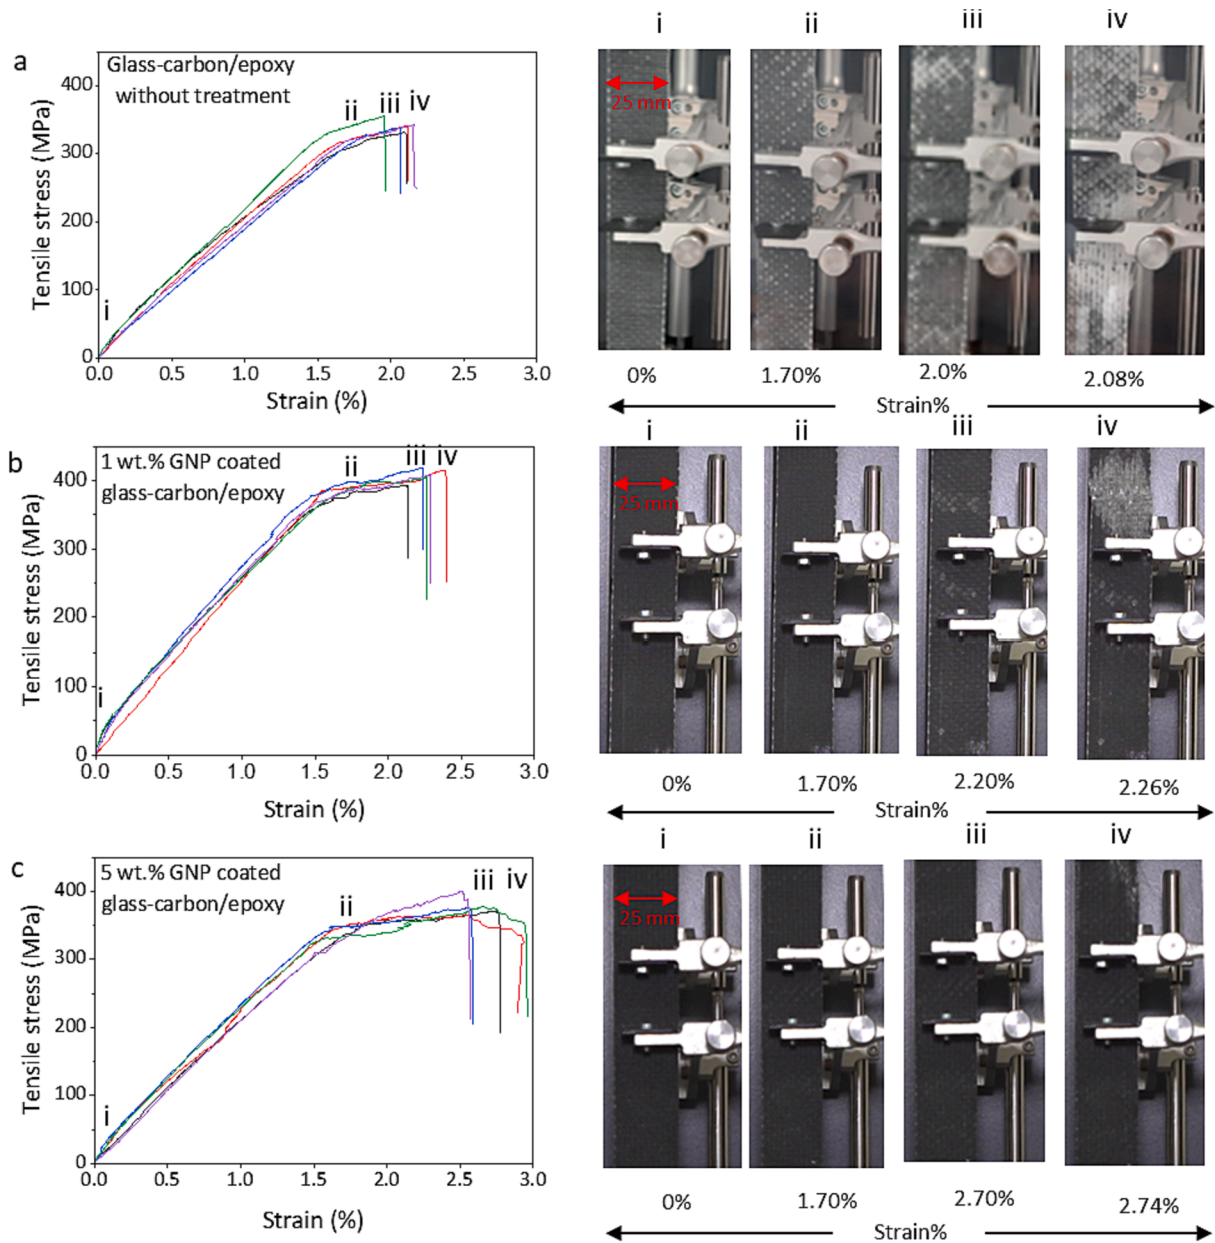 a
Glass-carbon/epoxy
without treatment
Tensile stress (MPa)
400
300
200
100
0
i
ii
iii
iv
0.0
0.5
1.0
1.5
2.0
2.5
3.0
Strain (%)
i
ii
iii
iv
25 mm
0%
1.70%
2.0%
2.08%
Strain%
b
1 wt.% GNP coated
glass-carbon/epoxy
Tensile stress (MPa)
400
300
200
100
0
i
ii
iii
iv
0.0
0.5
1.0
1.5
2.0
2.5
3.0
Strain (%)
i
ii
iii
iv
25 mm
0%
1.70%
2.20%
2.26%
Strain%
c
5 wt.% GNP coated
glass-carbon/epoxy
Tensile stress (MPa)
400
300
200
100
0
i
ii
iii
iv
0.0
0.5
1.0
1.5
2.0
2.5
3.0
Strain (%)
i
ii
iii
iv
25 mm
0%
1.70%
2.70%
2.74%
Strain%